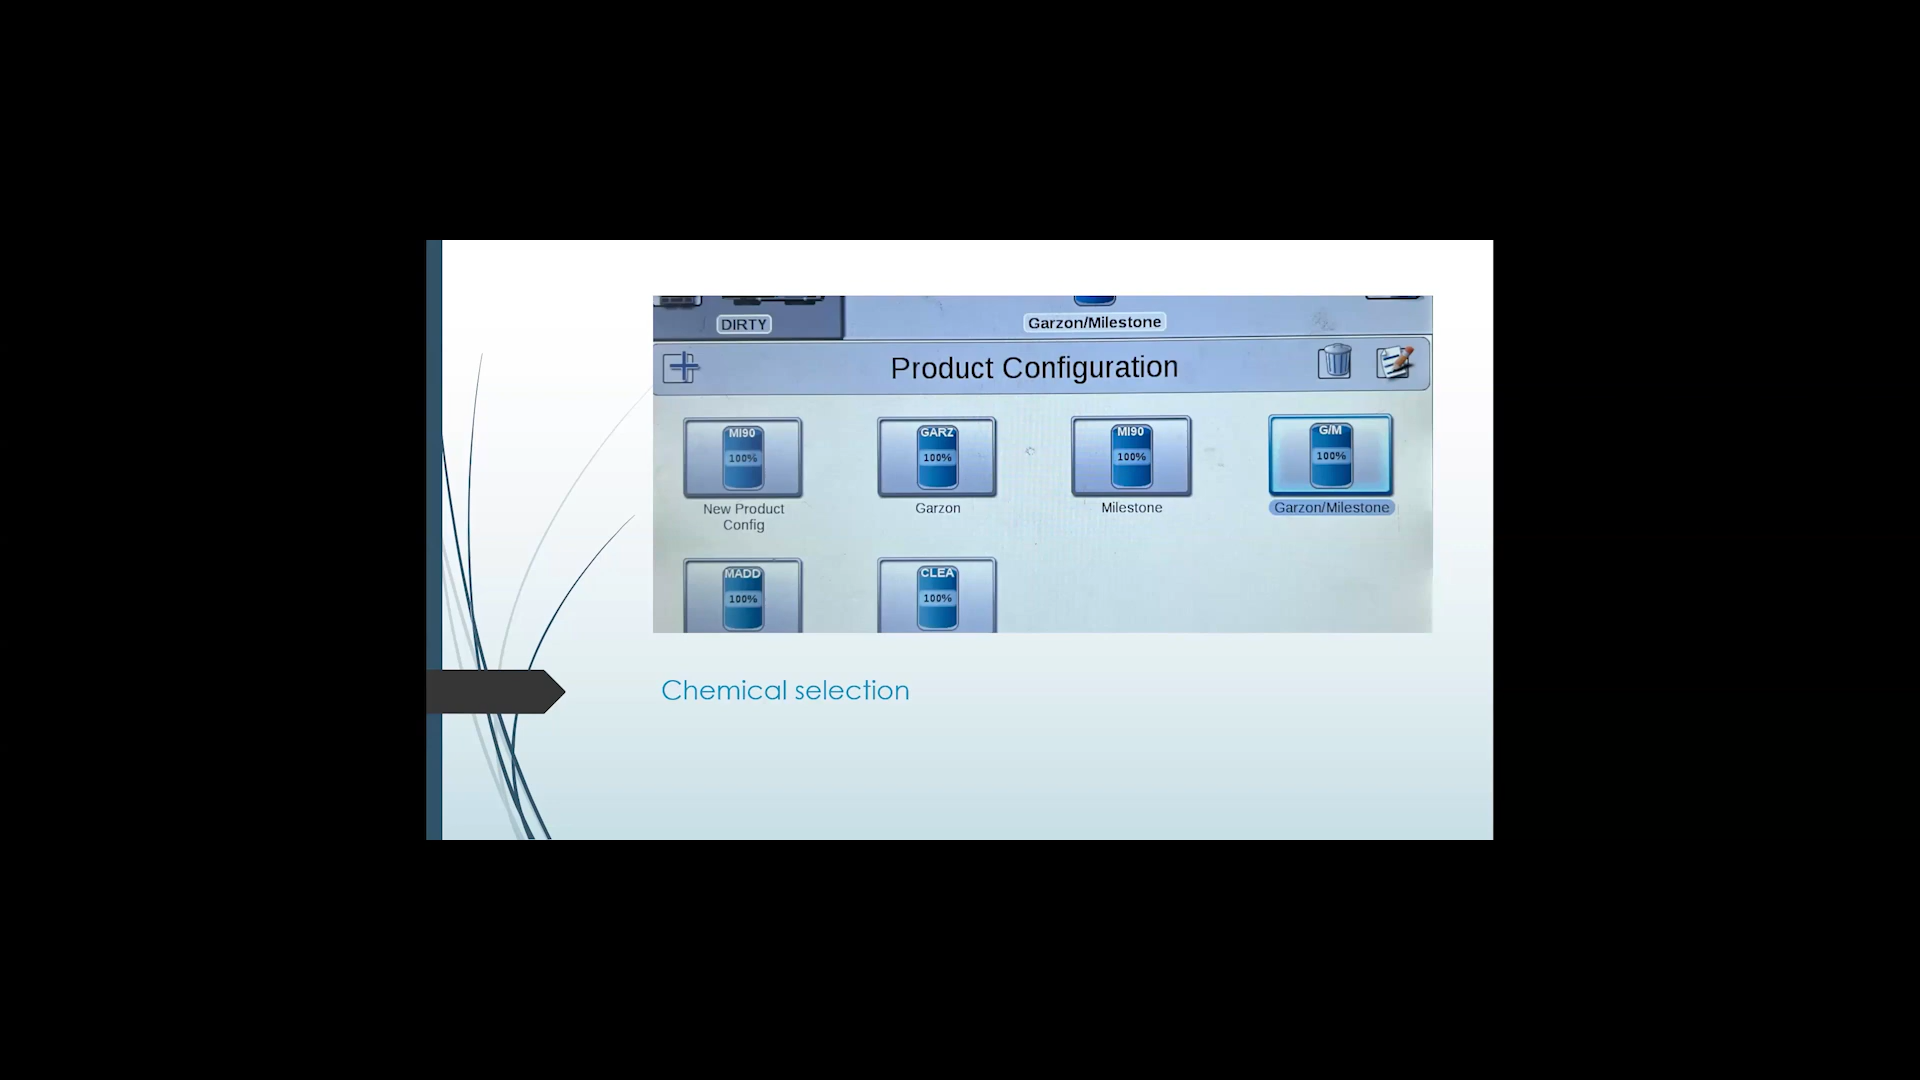 DIRTY
Garzon/Milestone
Product Configuration
MI90
100%
GARZ
100%
MI90
100%
G/M
100%
New Product
Config
Garzon
Milestone
Garzon/Milestone
MADD
100%
CLEA
100%
Chemical selection